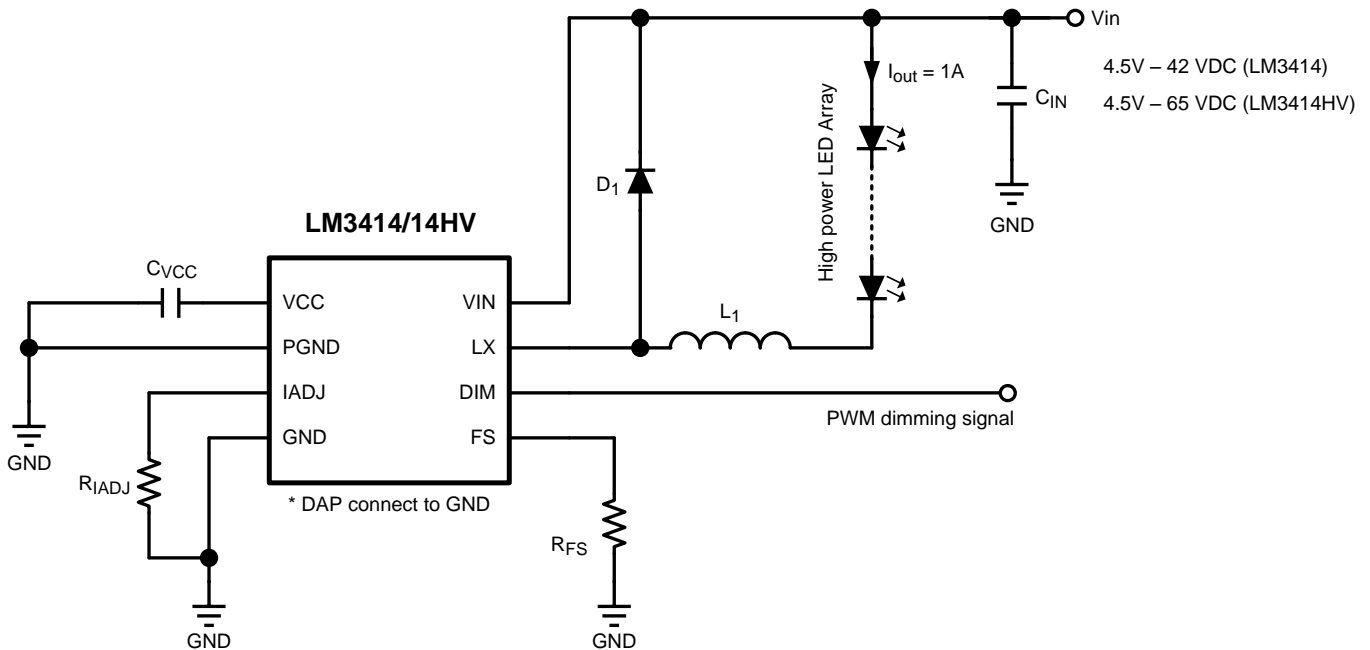 Vin
Iout = 1A
4.5V – 42 VDC (LM3414)
CIN
4.5V – 65 VDC (LM3414HV)
High power LED Array
D1
GND
LM3414/14HV
CVCC
VCC
VIN
L1
PGND
LX
IADJ
DIM
PWM dimming signal
GND
FS
GND
RIADJ
* DAP connect to GND
RFS
GND
GND